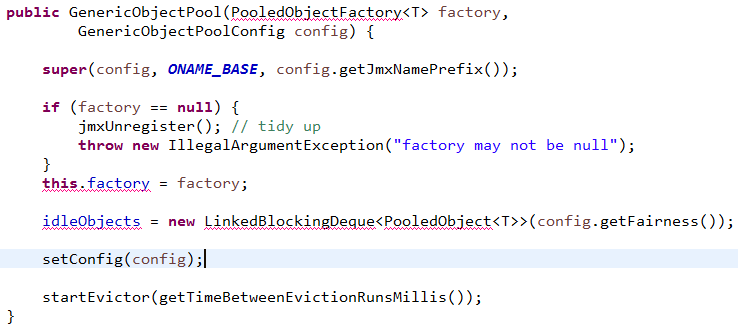 public GenericObjectPool(PooledObjectFactory<T> factory,
        GenericObjectPoolConfig config) {
    super(config, ONAME_BASE, config.getJmxNamePrefix());
    if (factory == null) {
        jmxUnregister(); // tidy up
        throw new IllegalArgumentException("factory may not be null");
    }
    this.factory = factory;
    idleObjects = new LinkedBlockingDeque<PooledObject<T>>(config.getFairness());
    setConfig(config);
    startEvictor(getTimeBetweenEvictionRunsMillis());
}